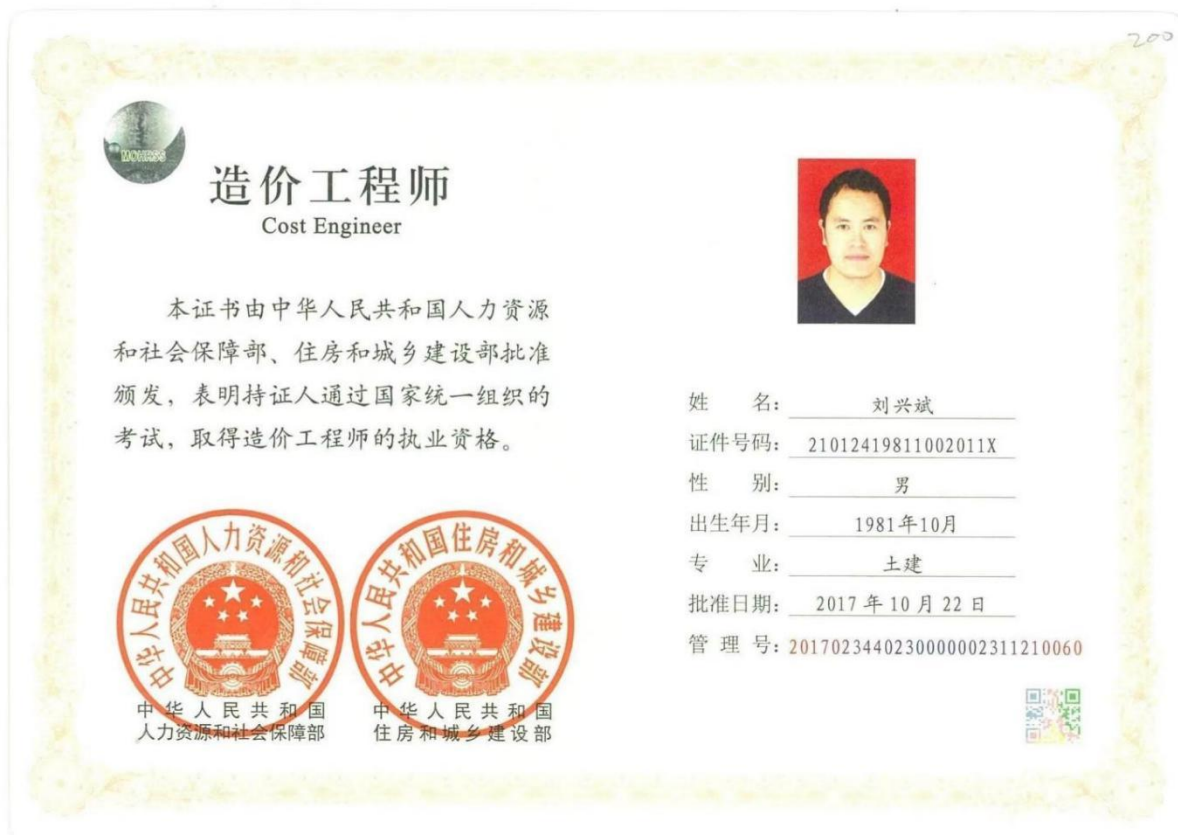 200
MOHRSS
造价工程师
Cost Engineer
本证书由中华人民共和国人力资源
和社会保障部、住房和城乡建设部批准
颁发，表明持证人通过国家统一组织的
考试，取得造价工程师的执业资格。
中华人民共和国人力资源和社会保障部
中华人民共和国住房和城乡建设部
中华人民共和国
人力资源和社会保障部
中华人民共和国
住房和城乡建设部
姓 名： 刘兴斌
证件号码： 21012419811002011X
性 别： 男
出生年月： 1981年10月
专 业： 土建
批准日期： 2017 年 10 月 22 日
管 理 号： 2017023440230000002311210060